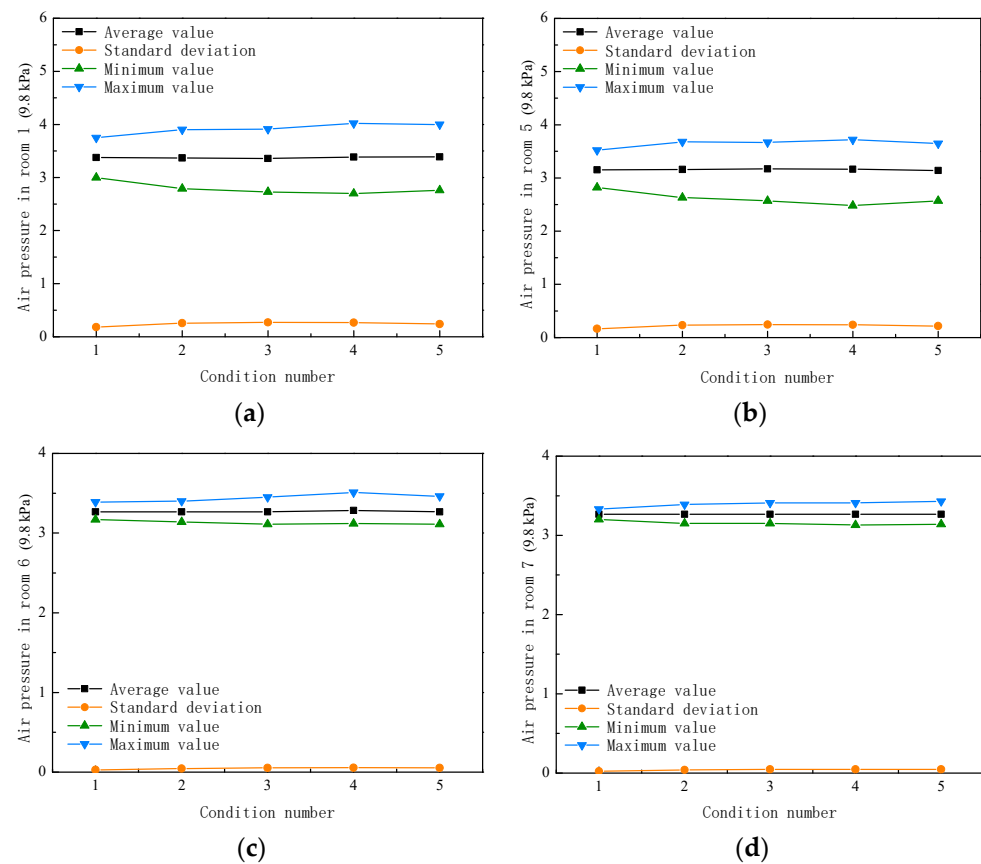 6
5
4
3
2
1
0
Average value
Standard deviation
Minimum value
Maximum value
Air pressure in room 1 (9.8 kPa)
1 2 3 4 5
Condition number
(a)
6
5
4
3
2
1
0
Average value
Standard deviation
Minimum value
Maximum value
Air pressure in room 5 (9.8 kPa)
1 2 3 4 5
Condition number
(b)
4
3
2
1
0
Average value
Standard deviation
Minimum value
Maximum value
Air pressure in room 6 (9.8 kPa)
1 2 3 4 5
Condition number
(c)
4
3
2
1
0
Average value
Standard deviation
Minimum value
Maximum value
Air pressure in room 7 (9.8 kPa)
1 2 3 4 5
Condition number
(d)